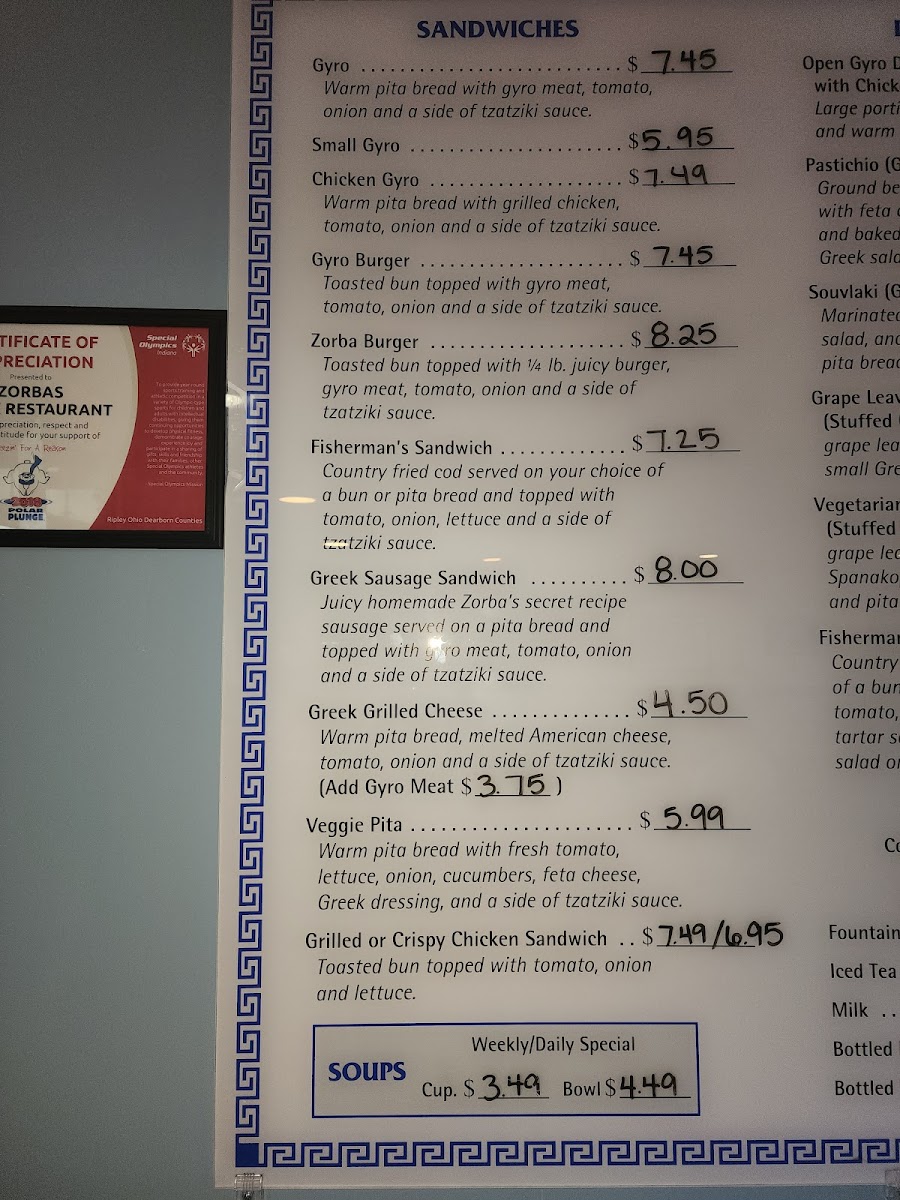 SANDWICHES
Gyro ........................... $ 7.45
Warm pita bread with gyro meat, tomato,
onion and a side of tzatziki sauce.
Small Gyro ...................... $ 5.95
Chicken Gyro .................... $ 7.49
Warm pita bread with grilled chicken,
tomato, onion and a side of tzatziki sauce.
Gyro Burger ..................... $ 7.45
Toasted bun topped with gyro meat,
tomato, onion and a side of tzatziki sauce.
Zorba Burger .................... $ 8.25
Toasted bun topped with ¼ lb. juicy burger,
gyro meat, tomato, onion and a side of
tzatziki sauce.
Fisherman's Sandwich ............. $ 7.25
Country fried cod served on your choice of
a bun or pita bread and topped with
tomato, onion, lettuce and a side of
tzatziki sauce.
Greek Sausage Sandwich .......... $ 8.00
Juicy homemade Zorba's secret recipe
sausage served on a pita bread and
topped with gyro meat, tomato, onion
and a side of tzatziki sauce.
Greek Grilled Cheese .............. $ 4.50
Warm pita bread, melted American cheese,
tomato, onion and a side of tzatziki sauce.
(Add Gyro Meat $ 3.75 )
Veggie Pita ....................... $ 5.99
Warm pita bread with fresh tomato,
lettuce, onion, cucumbers, feta cheese,
Greek dressing, and a side of tzatziki sauce.
Grilled or Crispy Chicken Sandwich .. $ 7.49/6.95
Toasted bun topped with tomato, onion
and lettuce.
SOUPS
Weekly/Daily Special
Cup. $ 3.49 Bowl $ 4.49
Open Gyro D
with Chick
Large porti
and warm
Pastichio (G
Ground be
with feta
and baked
Greek sala
Souvlaki (G
Marinated
salad, and
pita bread
Grape Leav
(Stuffed
grape lea
small Gre
Vegetarian
(Stuffed
grape lea
Spanako
and pita
Fisherman
Country
of a bun
tomato,
tartar s
salad or
Co
Fountain
Iced Tea
Milk ..
Bottled
Bottled
TIFICATE OF
PRECIATION
Presented to
ZORBAS
RESTAURANT
preciation, respect and
titude for your support of
POLAR
PLUNGE
Special
Olympics
Indiana
Ripley Ohio Dearborn Counties